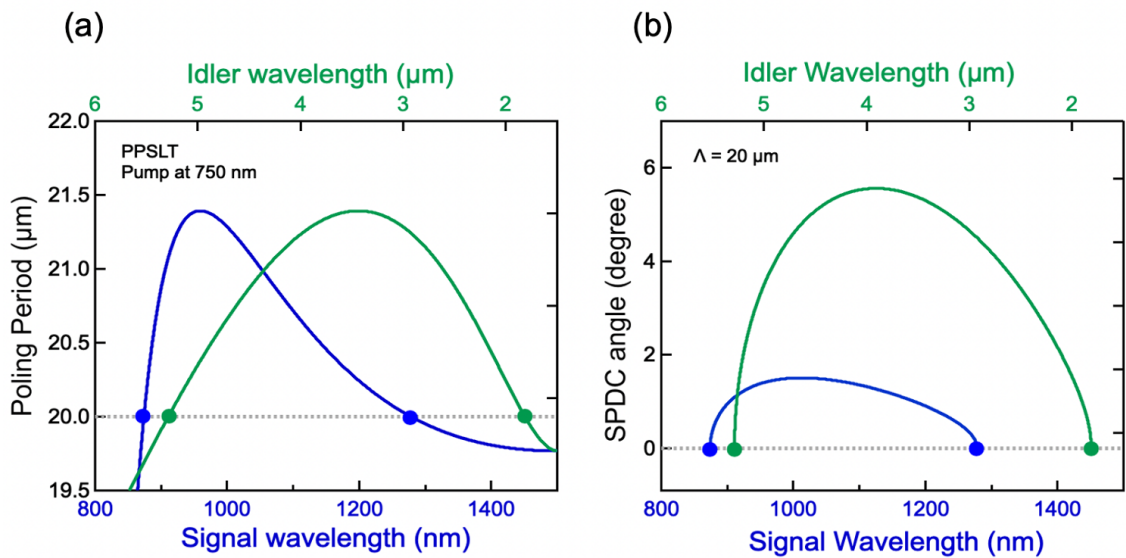 (a)
Idler wavelength (µm)
6 5 4 3 2
22.0
21.5
21.0
20.5
20.0
19.5
Poling Period (µm)
PPSLT
Pump at 750 nm
800 1000 1200 1400
Signal wavelength (nm)
(b)
Idler Wavelength (µm)
6 5 4 3 2
6
4
2
0
SPDC angle (degree)
Λ = 20 µm
800 1000 1200 1400
Signal Wavelength (nm)